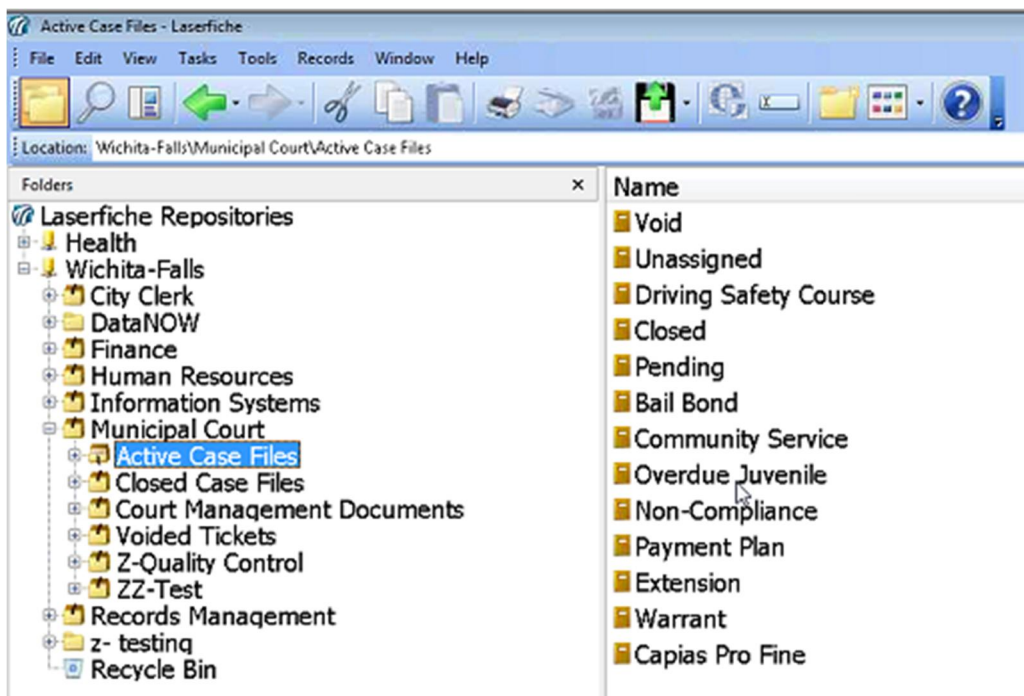 Active Case Files - Laserfiche
File Edit View Tasks Tools Records Window Help
Location: Wichita-Falls\Municipal Court\Active Case Files
Folders
Laserfiche Repositories
Health
Wichita-Falls
City Clerk
DataNOW
Finance
Human Resources
Information Systems
Municipal Court
Active Case Files
Closed Case Files
Court Management Documents
Voided Tickets
Z-Quality Control
ZZ-Test
Records Management
z- testing
Recycle Bin
Name
Void
Unassigned
Driving Safety Course
Closed
Pending
Bail Bond
Community Service
Overdue Juvenile
Non-Compliance
Payment Plan
Extension
Warrant
Capias Pro Fine